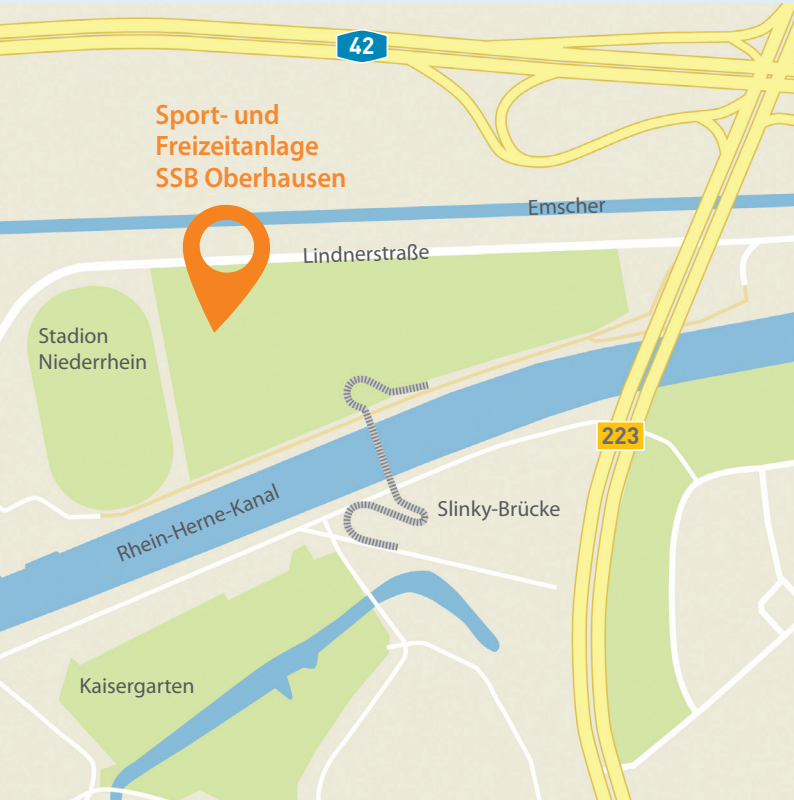 42
Sport- und
Freizeitanlage
SSB Oberhausen
Emscher
Lindnerstraße
Stadion
Niederrhein
223
Rhein-Herne-Kanal
Slinky-Brücke
Kaisergarten